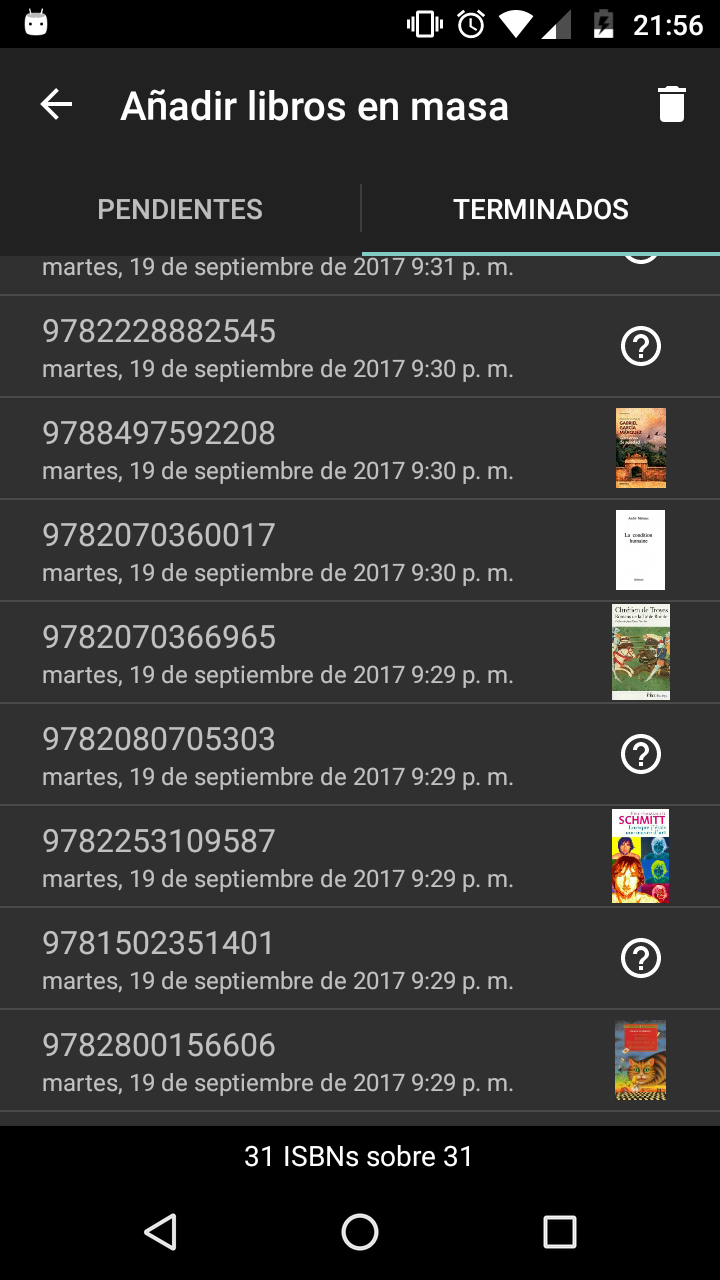 21:56
Añadir libros en masa
PENDIENTES
TERMINADOS
martes, 19 de septiembre de 2017 9:31 p. m.
9782228882545
martes, 19 de septiembre de 2017 9:30 p. m.
9788497592208
martes, 19 de septiembre de 2017 9:30 p. m.
GABRIEL
GARCÍA
MÁRQUEZ
9782070360017
martes, 19 de septiembre de 2017 9:30 p. m.
La condition
humaine
9782070366965
martes, 19 de septiembre de 2017 9:29 p. m.
Chrétien de Troyes
9782080705303
martes, 19 de septiembre de 2017 9:29 p. m.
9782253109587
martes, 19 de septiembre de 2017 9:29 p. m.
SCHMITT
9781502351401
martes, 19 de septiembre de 2017 9:29 p. m.
9782800156606
martes, 19 de septiembre de 2017 9:29 p. m.
31 ISBNs sobre 31